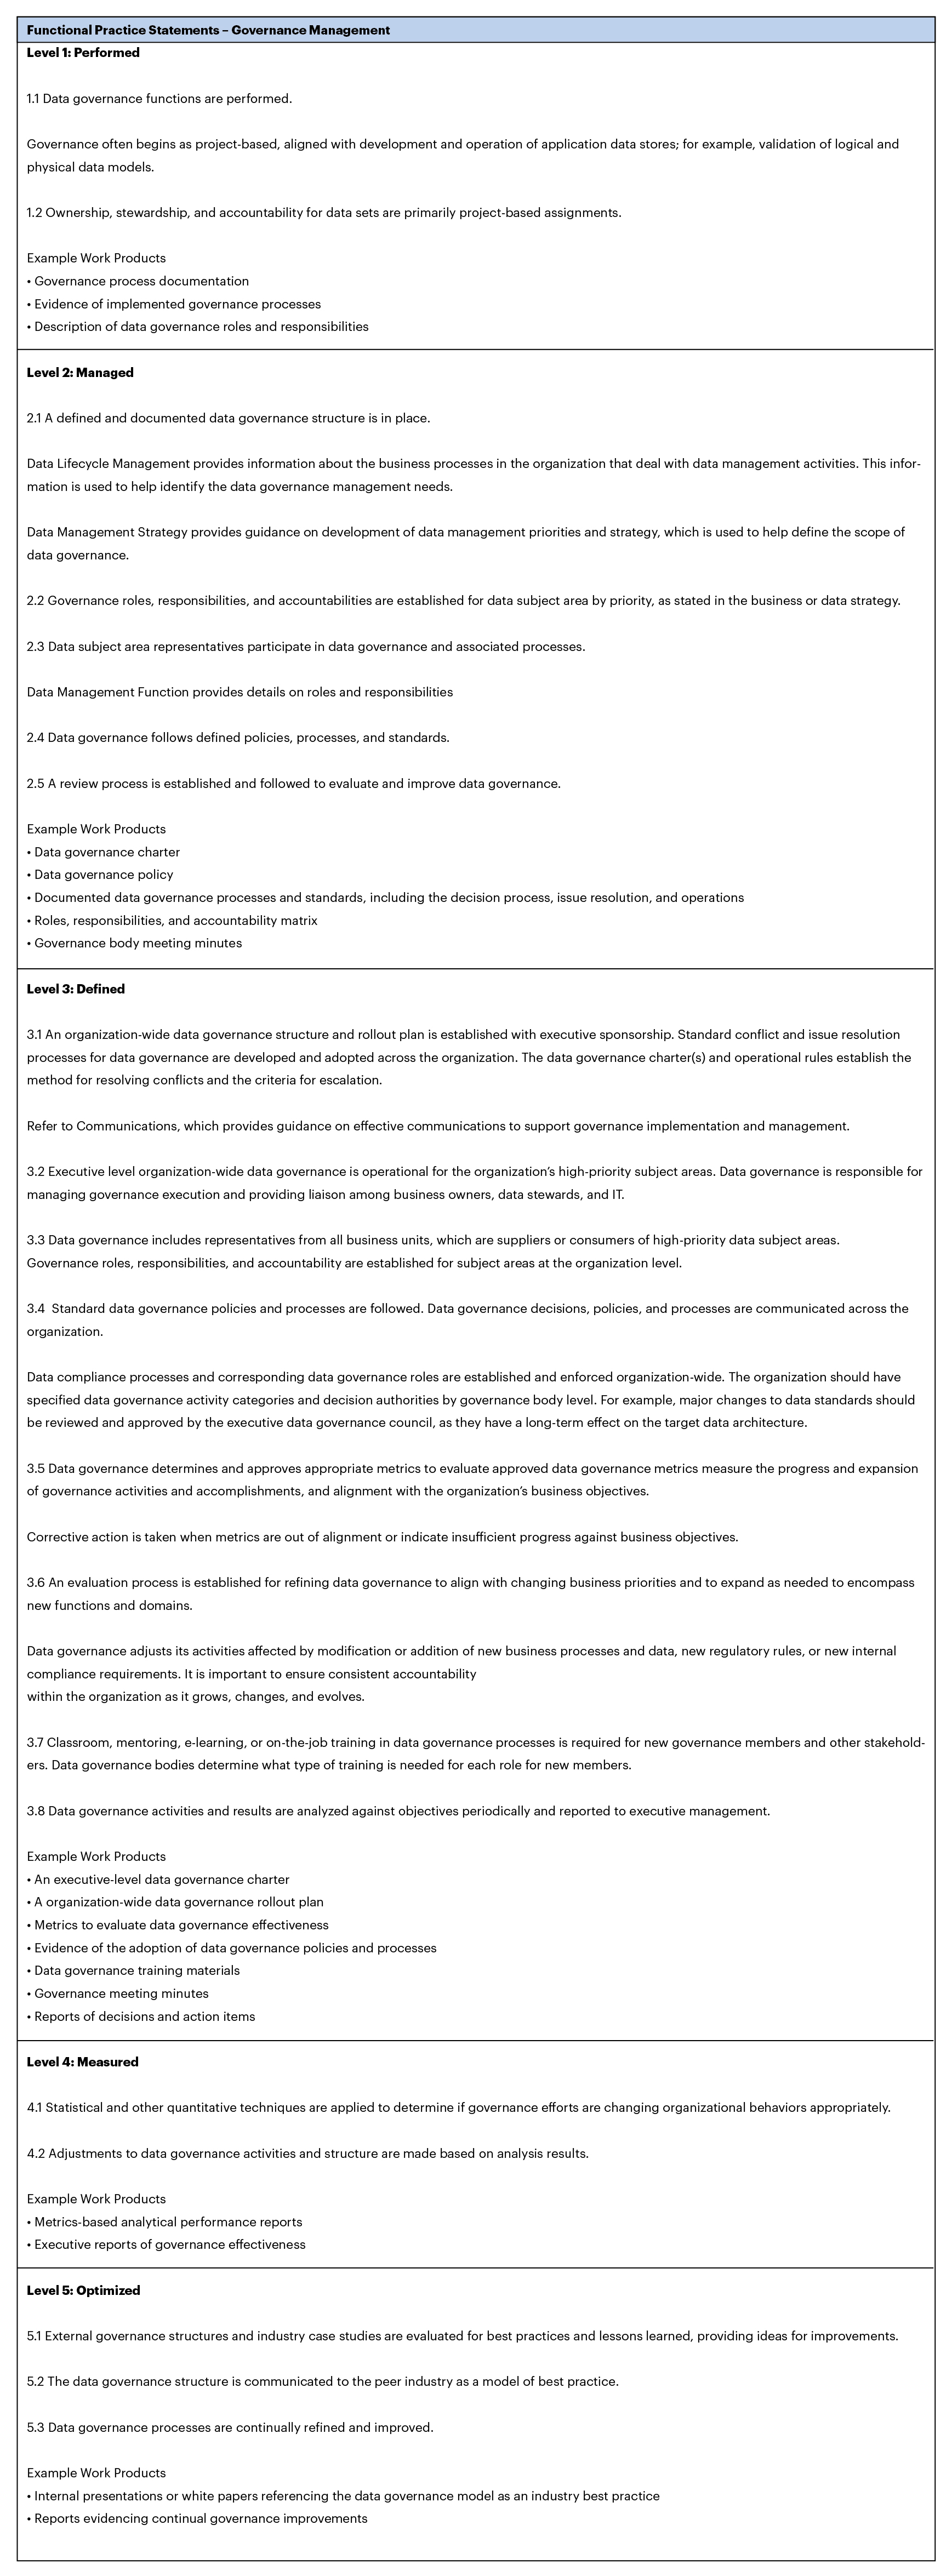 Functional Practice Statements – Governance Management
Level 1: Performed
1.1 Data governance functions are performed.
Governance often begins as project-based, aligned with development and operation of application data stores; for example, validation of logical and
physical data models.
1.2 Ownership, stewardship, and accountability for data sets are primarily project-based assignments.
Example Work Products
• Governance process documentation
• Evidence of implemented governance processes
• Description of data governance roles and responsibilities
Level 2: Managed
2.1 A defined and documented data governance structure is in place.
Data Lifecycle Management provides information about the business processes in the organization that deal with data management activities. This infor-
mation is used to help identify the data governance management needs.
Data Management Strategy provides guidance on development of data management priorities and strategy, which is used to help define the scope of
data governance.
2.2 Governance roles, responsibilities, and accountabilities are established for data subject area by priority, as stated in the business or data strategy.
2.3 Data subject area representatives participate in data governance and associated processes.
Data Management Function provides details on roles and responsibilities
2.4 Data governance follows defined policies, processes, and standards.
2.5 A review process is established and followed to evaluate and improve data governance.
Example Work Products
• Data governance charter
• Data governance policy
• Documented data governance processes and standards, including the decision process, issue resolution, and operations
• Roles, responsibilities, and accountability matrix
• Governance body meeting minutes
Level 3: Defined
3.1 An organization-wide data governance structure and rollout plan is established with executive sponsorship. Standard conflict and issue resolution
processes for data governance are developed and adopted across the organization. The data governance charter(s) and operational rules establish the
method for resolving conflicts and the criteria for escalation.
Refer to Communications, which provides guidance on effective communications to support governance implementation and management.
3.2 Executive level organization-wide data governance is operational for the organization’s high-priority subject areas. Data governance is responsible for
managing governance execution and providing liaison among business owners, data stewards, and IT.
3.3 Data governance includes representatives from all business units, which are suppliers or consumers of high-priority data subject areas.
Governance roles, responsibilities, and accountability are established for subject areas at the organization level.
3.4  Standard data governance policies and processes are followed. Data governance decisions, policies, and processes are communicated across the
organization.
Data compliance processes and corresponding data governance roles are established and enforced organization-wide. The organization should have
specified data governance activity categories and decision authorities by governance body level. For example, major changes to data standards should
be reviewed and approved by the executive data governance council, as they have a long-term effect on the target data architecture.
3.5 Data governance determines and approves appropriate metrics to evaluate approved data governance metrics measure the progress and expansion
of governance activities and accomplishments, and alignment with the organization’s business objectives.
Corrective action is taken when metrics are out of alignment or indicate insufficient progress against business objectives.
3.6 An evaluation process is established for refining data governance to align with changing business priorities and to expand as needed to encompass
new functions and domains.
Data governance adjusts its activities affected by modification or addition of new business processes and data, new regulatory rules, or new internal
compliance requirements. It is important to ensure consistent accountability
within the organization as it grows, changes, and evolves.
3.7 Classroom, mentoring, e-learning, or on-the-job training in data governance processes is required for new governance members and other stakehold-
ers. Data governance bodies determine what type of training is needed for each role for new members.
3.8 Data governance activities and results are analyzed against objectives periodically and reported to executive management.
Example Work Products
• An executive-level data governance charter
• A organization-wide data governance rollout plan
• Metrics to evaluate data governance effectiveness
• Evidence of the adoption of data governance policies and processes
• Data governance training materials
• Governance meeting minutes
• Reports of decisions and action items
Level 4: Measured
4.1 Statistical and other quantitative techniques are applied to determine if governance efforts are changing organizational behaviors appropriately.
4.2 Adjustments to data governance activities and structure are made based on analysis results.
Example Work Products
• Metrics-based analytical performance reports
• Executive reports of governance effectiveness
Level 5: Optimized
5.1 External governance structures and industry case studies are evaluated for best practices and lessons learned, providing ideas for improvements.
5.2 The data governance structure is communicated to the peer industry as a model of best practice.
5.3 Data governance processes are continually refined and improved.
Example Work Products
• Internal presentations or white papers referencing the data governance model as an industry best practice
• Reports evidencing continual governance improvements